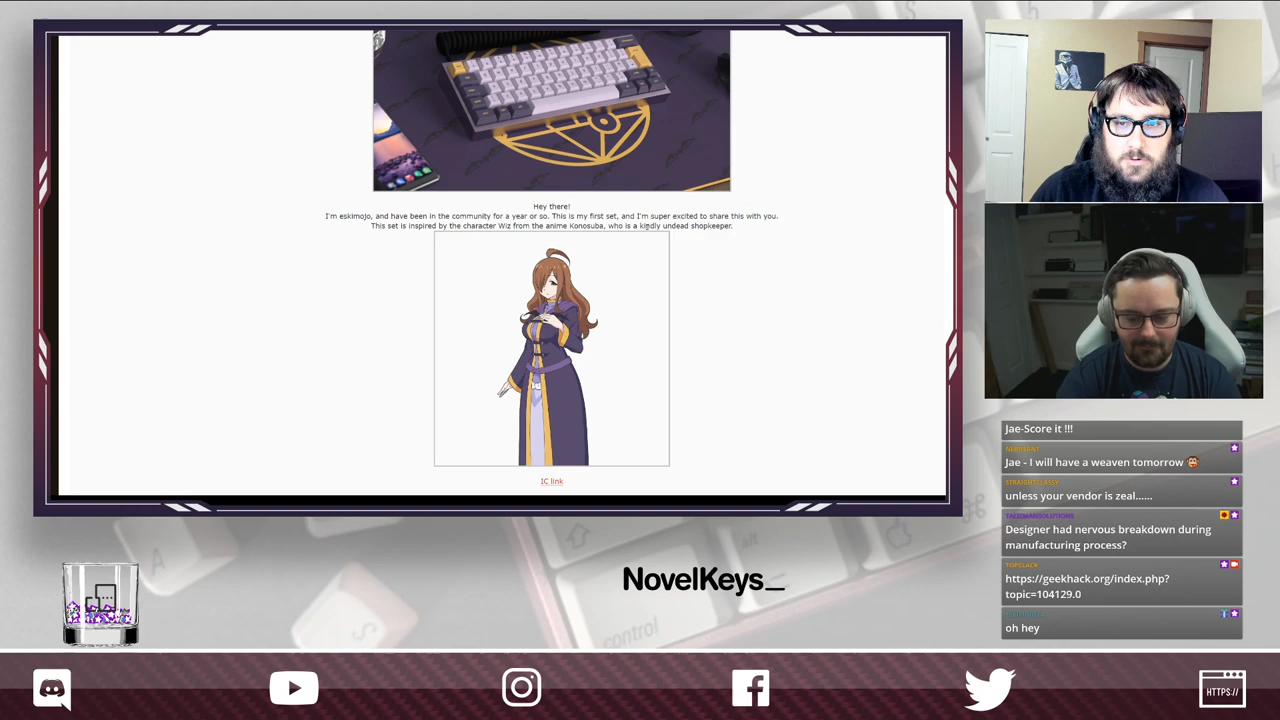 Hey there!
I'm eskimojo, and have been in the community for a year or so. This is my first set, and I'm super excited to share this with you.
This set is inspired by the character Wiz from the anime Konosuba, who is a kindly undead shopkeeper.
IC link
Jae-Score it !!!
Jae - I will have a weaven tomorrow
STRAIGHTCLASSY
unless your vendor is zeal......
Designer had nervous breakdown during
manufacturing process?
TOPCLACK
https://geekhack.org/index.php?
topic=104129.0
oh hey
NovelKeys_
A
S
alt
control
HTTPS://